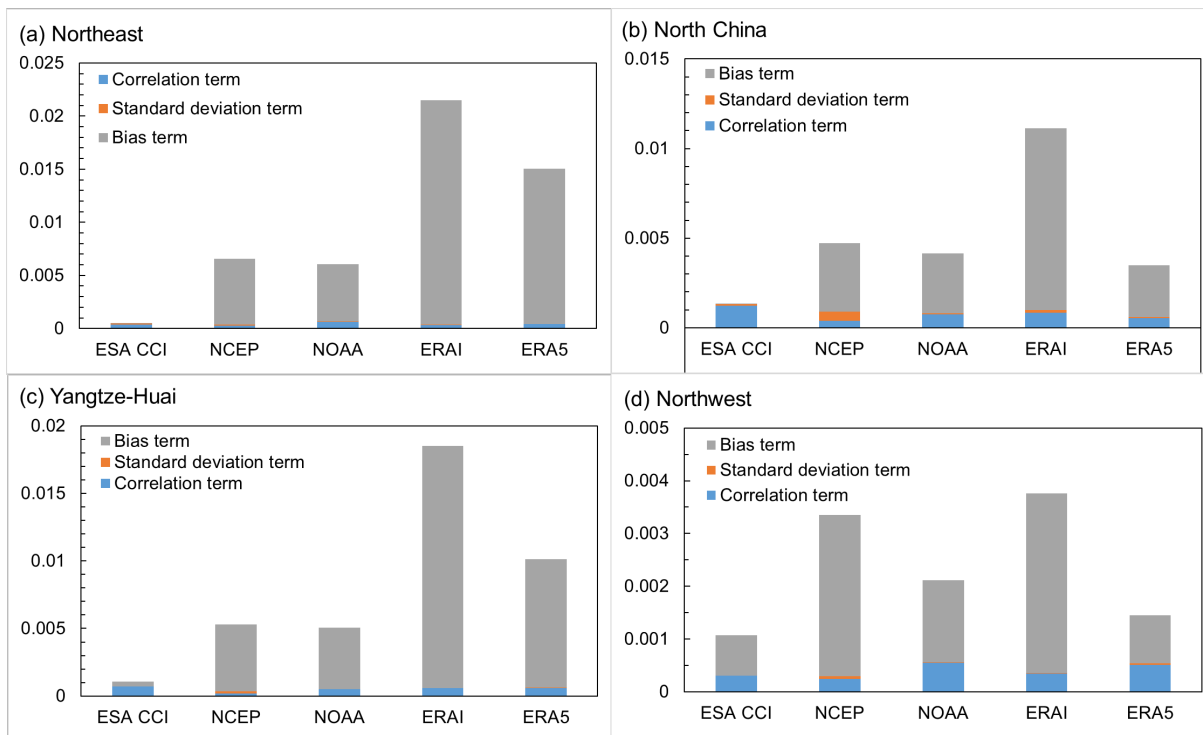 (a) Northeast
0.025
0.02
0.015
0.01
0.005
0
Correlation term
Standard deviation term
Bias term
ESA CCI NCEP NOAA ERAI ERA5
(b) North China
0.015
0.01
0.005
0
Bias term
Standard deviation term
Correlation term
ESA CCI NCEP NOAA ERAI ERA5
(c) Yangtze-Huai
0.02
0.015
0.01
0.005
0
Bias term
Standard deviation term
Correlation term
ESA CCI NCEP NOAA ERAI ERA5
(d) Northwest
0.005
0.004
0.003
0.002
0.001
0
Bias term
Standard deviation term
Correlation term
ESA CCI NCEP NOAA ERAI ERA5